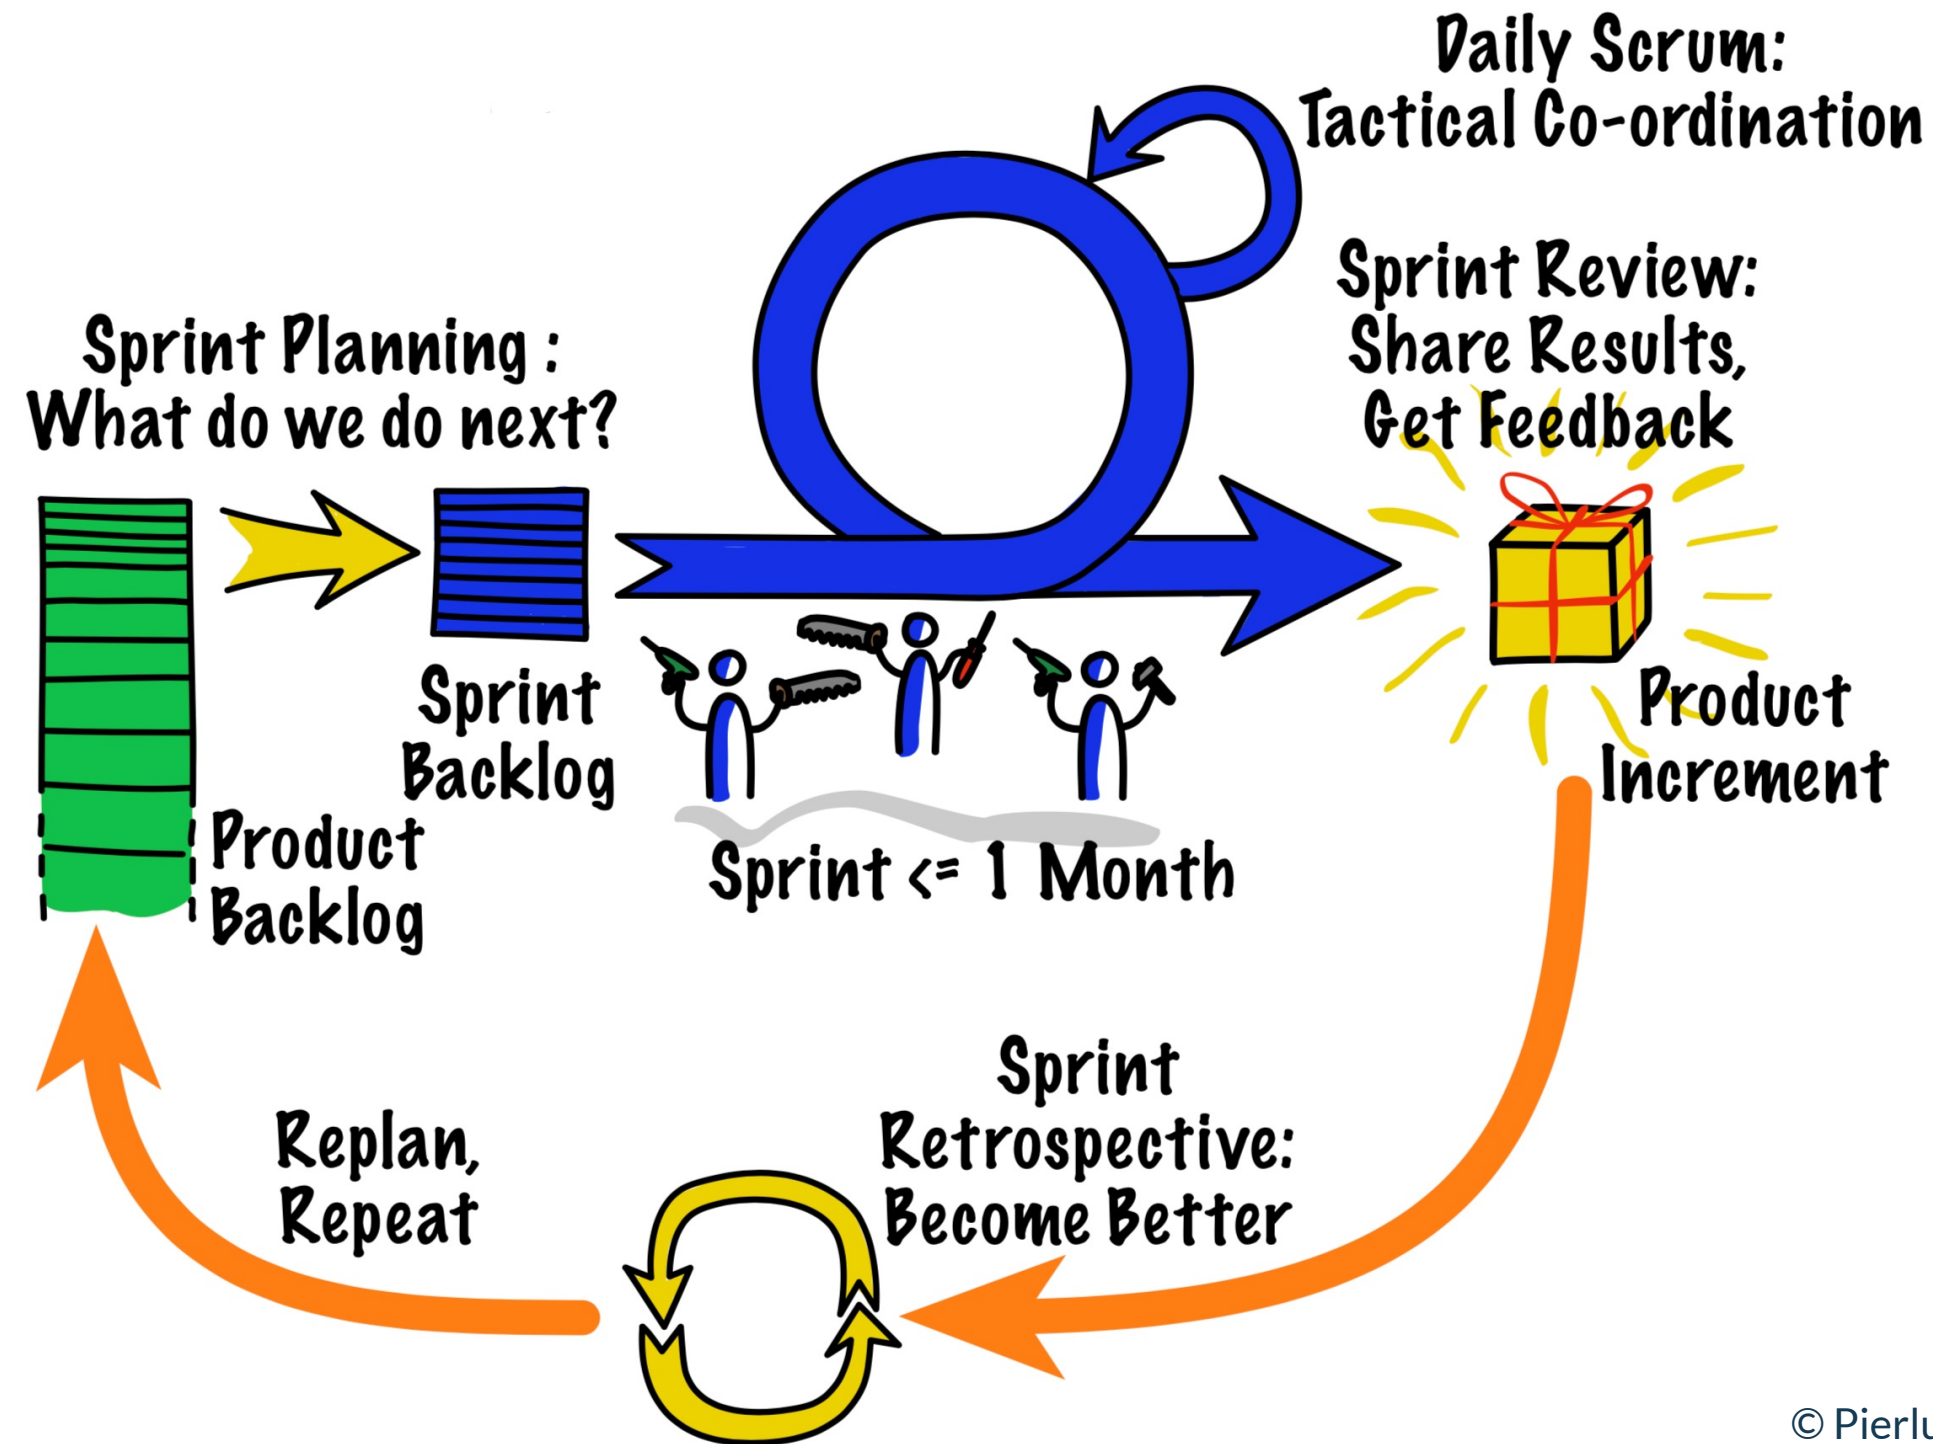 Daily Scrum:
Tactical Co-ordination
Sprint Review:
Share Results,
Get Feedback
Sprint Planning :
What do we do next?
Sprint
Backlog
Product
Backlog
Sprint <= 1 Month
Product
Increment
Sprint
Retrospective:
Become Better
Replan,
Repeat
©